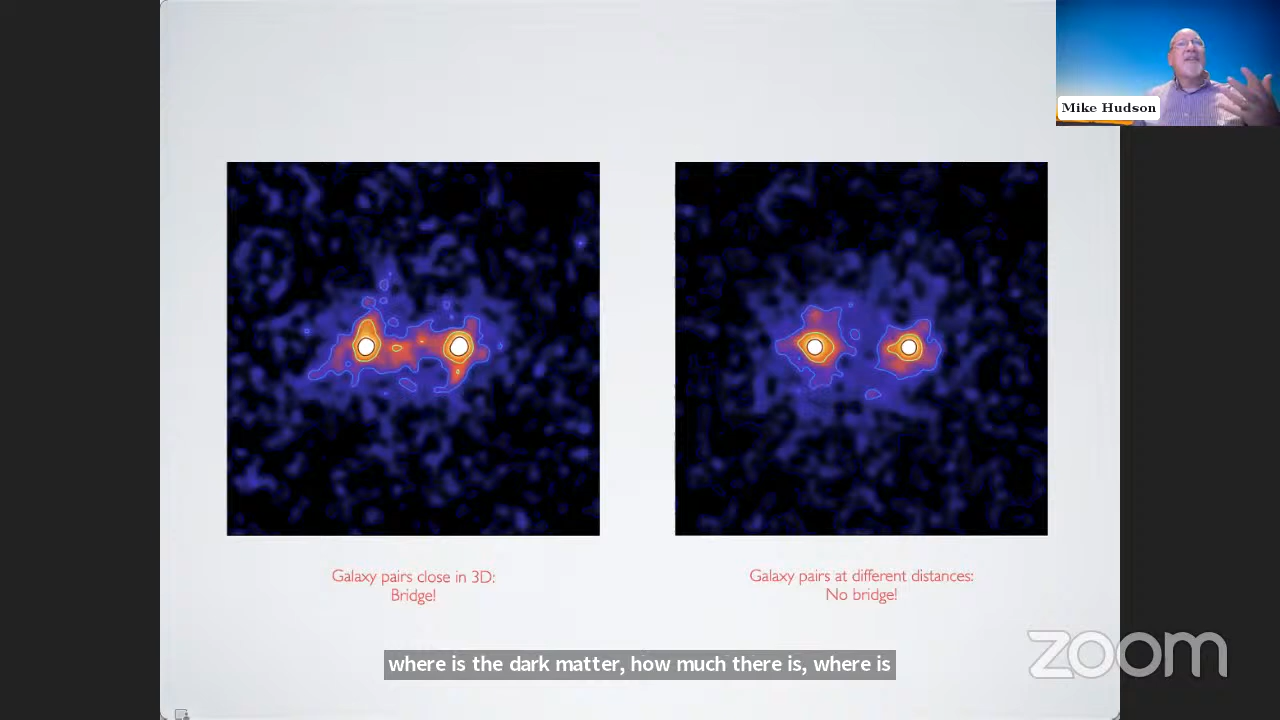 Mike Hudson
Galaxy pairs close in 3D:
Bridge!
Galaxy pairs at different distances:
No bridge!
where is the dark matter, how much there is, where is
zoom